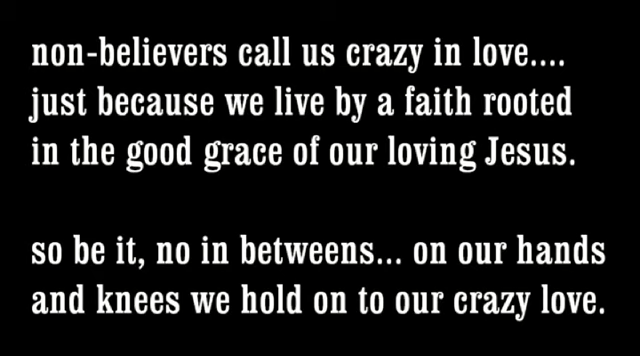 non-believers call us crazy in love....
just because we live by a faith rooted
in the good grace of our loving Jesus.
so be it, no in betweens... on our hands
and knees we hold on to our crazy love.